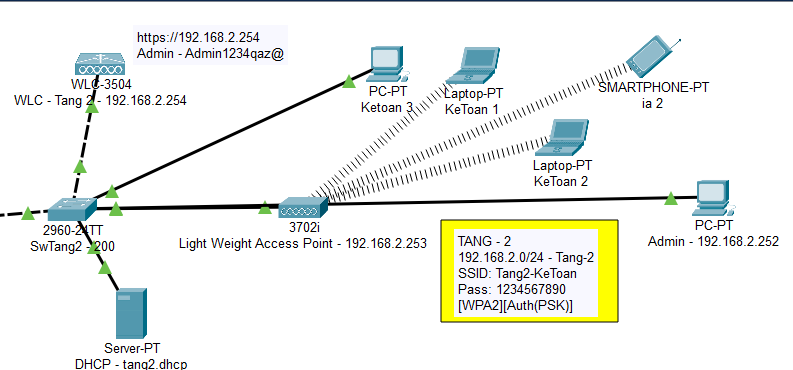 https://192.168.2.254
Admin - Admin1234qaz@
WLC-3504
WLC - Tang 2 - 192.168.2.254
PC-PT
Ketoan 3
Laptop-PT
KeToan 1
SMARTPHONE-PT
ia 2
Laptop-PT
KeToan 2
2960-24TT
SwTang2 - 200
3702i
Light Weight Access Point - 192.168.2.253
PC-PT
Admin - 192.168.2.252
TANG - 2
192.168.2.0/24 - Tang-2
SSID: Tang2-KeToan
Pass: 1234567890
[WPA2][Auth(PSK)]
Server-PT
DHCP - tang2.dhcp